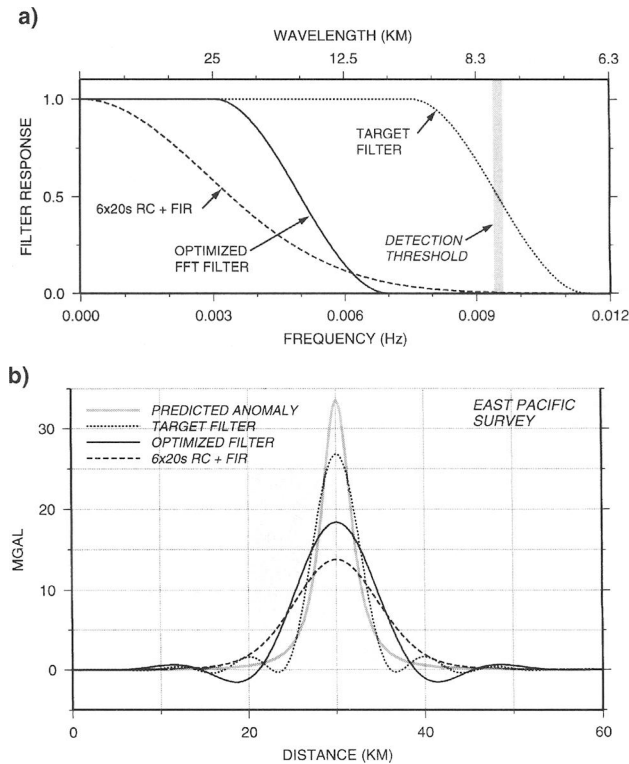 a)
WAVELENGTH (KM)
25 12.5 8.3 6.3
1.0
0.5
0.0
FILTER RESPONSE
TARGET
FILTER
6x20s RC + FIR
OPTIMIZED
FFT FILTER
DETECTION
THRESHOLD
0.000 0.003 0.006 0.009 0.012
FREQUENCY (Hz)
b)
PREDICTED ANOMALY
TARGET FILTER
OPTIMIZED FILTER
6x20s RC + FIR
EAST PACIFIC
SURVEY
30
20
10
0
MGAL
0 20 40 60
DISTANCE (KM)